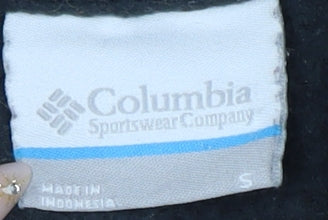 Columbia
Sportswear Company
MADE IN
INDONESIA
S